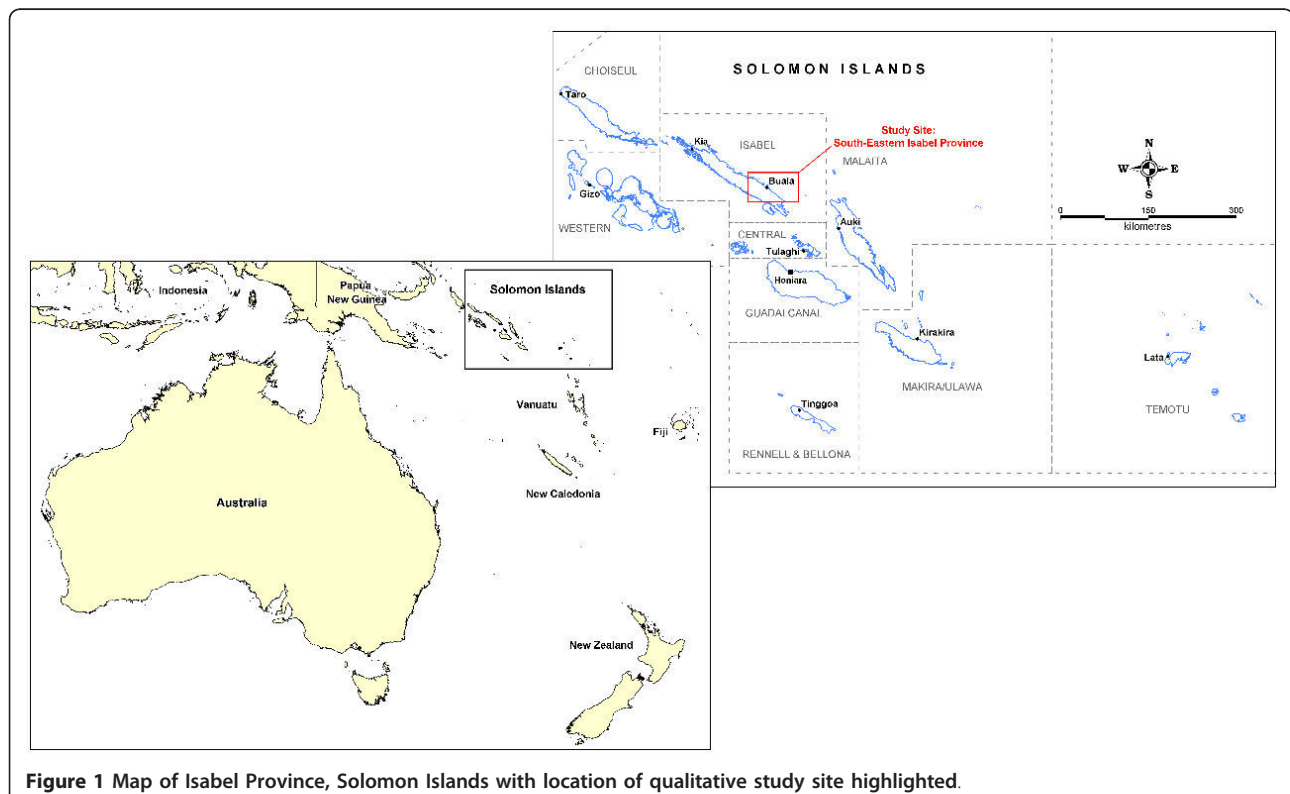 SOLOMON ISLANDS
CHOISEUL
Taro
Kia
ISABEL
Study Site:
South-Eastern Isabel Province
MALAITA
Buala
Gizo
WESTERN
CENTRAL
Auki
Tulaghi
Honiara
GUADALCANAL
Kirakira
MAKIRA/ULAWA
Lata
TEMOTU
Tinggoa
RENNELL & BELLONA
N
W E
S
0 150 300
kilometres
Indonesia
Papua
New Guinea
Solomon Islands
Vanuatu
Fiji
New Caledonia
Australia
New Zealand
Figure 1 Map of Isabel Province, Solomon Islands with location of qualitative study site highlighted.